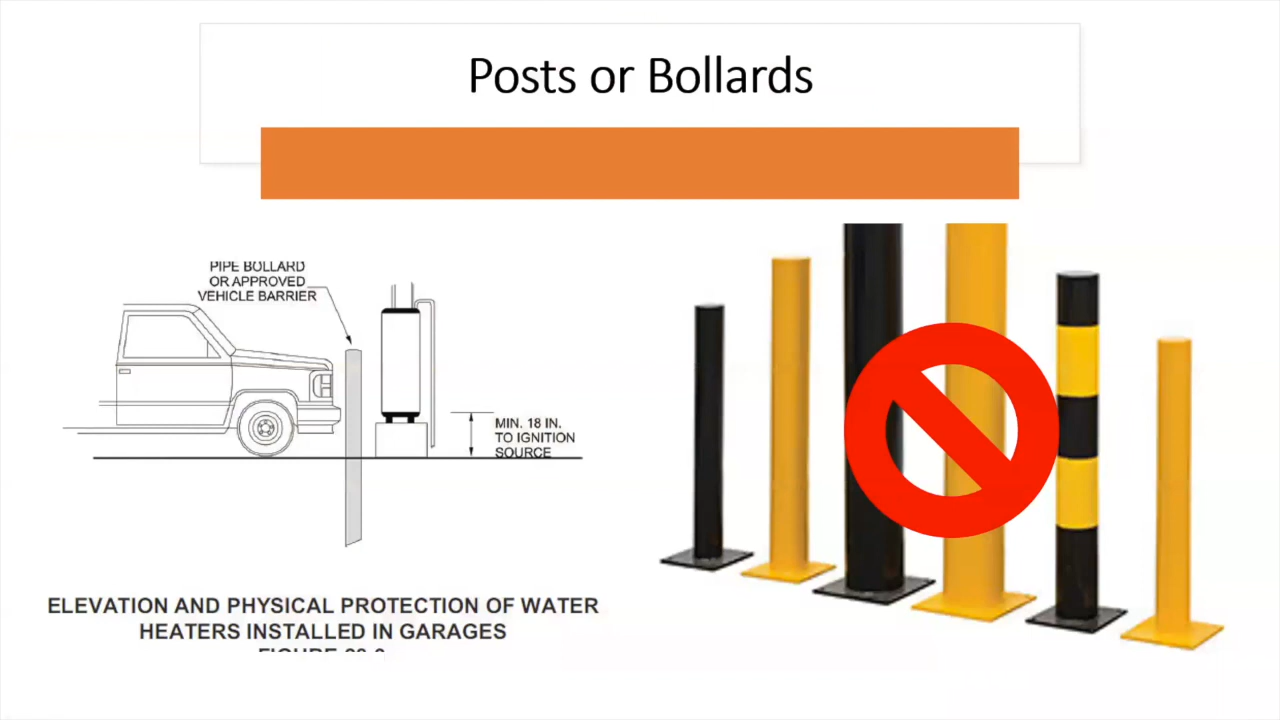 Posts or Bollards
PIPE BOLLARD
OR APPROVED
VEHICLE BARRIER
MIN. 18 IN.
TO IGNITION
SOURCE
ELEVATION AND PHYSICAL PROTECTION OF WATER
HEATERS INSTALLED IN GARAGES